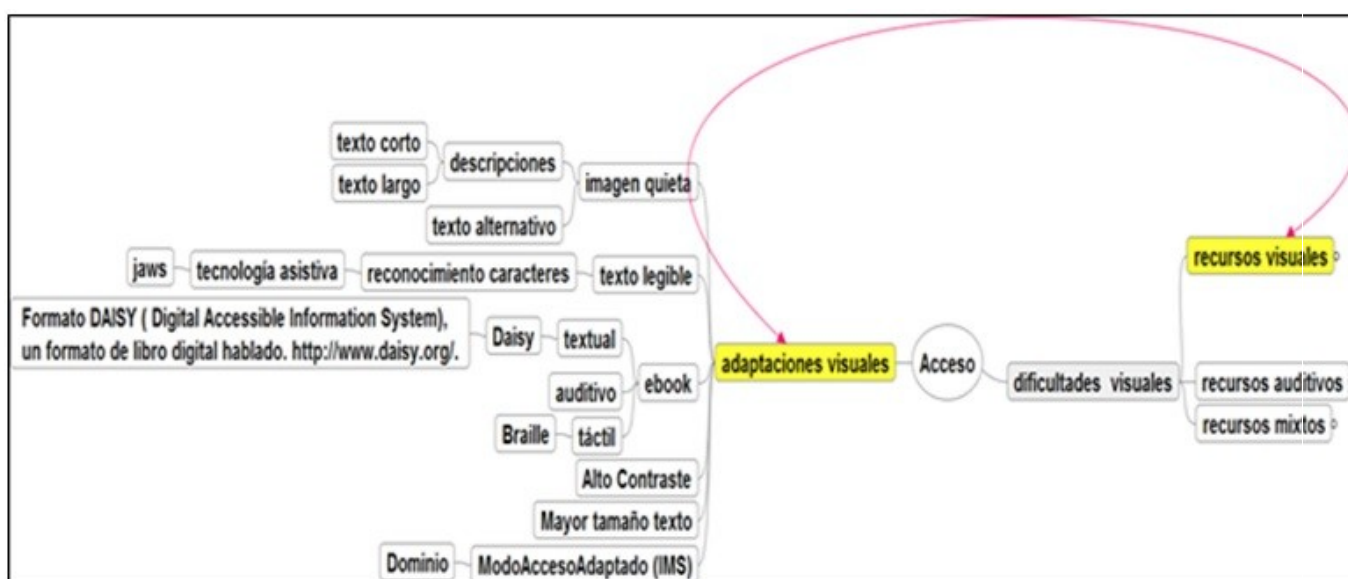 texto corto
descripciones
texto largo
imagen quieta
texto alternativo
jaws
tecnología asistiva
reconocimiento caracteres
texto legible
Formato DAISY ( Digital Accessible Information System),
un formato de libro digital hablado. http://www.daisy.org/.
Daisy
textual
auditivo
ebook
Braille
táctil
Alto Contraste
Mayor tamaño texto
Dominio
ModoAccesoAdaptado (IMS)
adaptaciones visuales
Acceso
dificultades visuales
recursos visuales
recursos auditivos
recursos mixtos